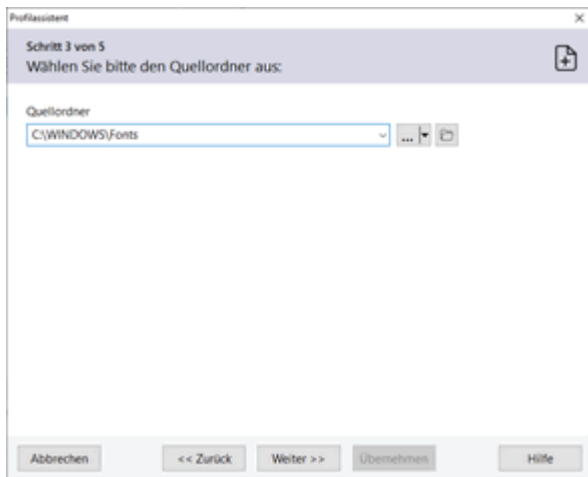 Profilassistent
Schritt 3 von 5
Wählen Sie bitte den Quellordner aus:
Quellordner
C:\WINDOWS\Fonts
...
Abbrechen
<< Zurück
Weiter >>
Übernehmen
Hilfe